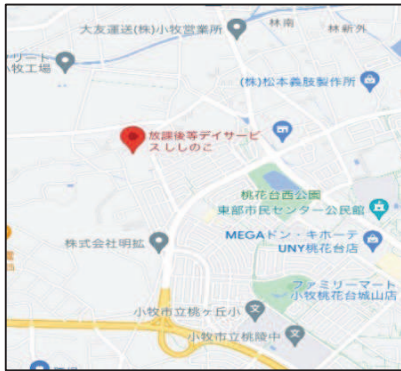 大友運送(株)小牧営業所
林南
林新外
(株)松本義肢製作所
小牧工場
放課後等デイサービ
ス ししのこ
桃花台西公園
東部市民センター公民館
MEGAドン・キホーテ
UNY桃花台店
株式会社明拡
ファミリーマート
小牧桃花台城山店
小牧市立桃ヶ丘小
小牧市立桃陵中